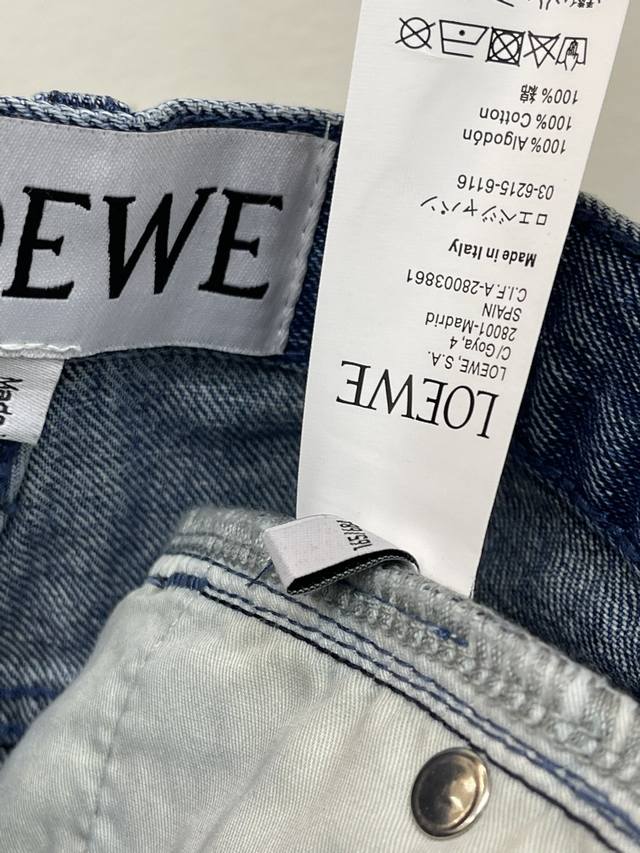 OEWE
Made
LOEWE
LOEWE, S.A.
C/Goya, 4
28001-Madrid
SPAIN
C.I.F. A-28003861
Made in Italy
ロエベジャパン
03-6215-6116
100% Algodón
100% Cotton
100% 綿